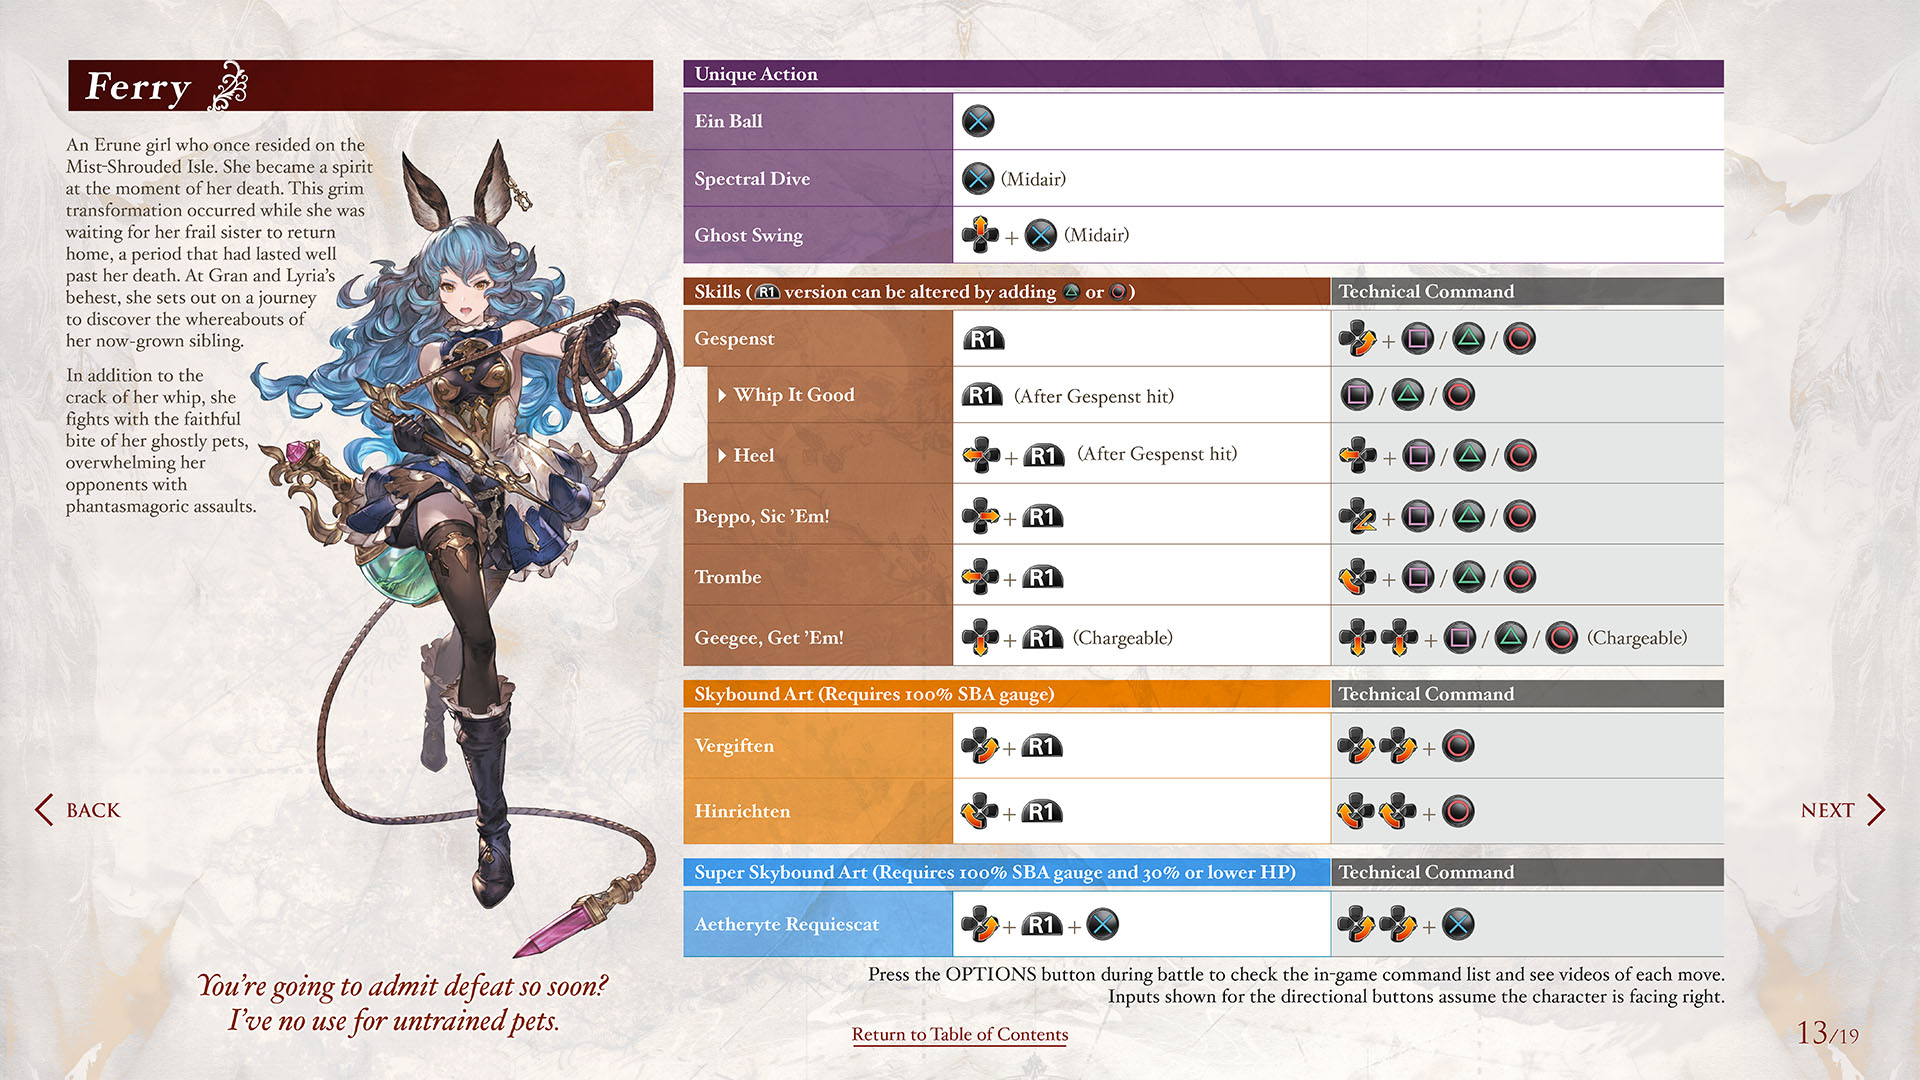 Ferry
An Erune girl who once resided on the
Mist-Shrouded Isle. She became a spirit
at the moment of her death. This grim
transformation occurred while she was
waiting for her frail sister to return
home, a period that had lasted well
past her death. At Gran and Lyria's
behest, she sets out on a journey
to discover the whereabouts of
her now-grown sibling.
In addition to the
crack of her whip, she
fights with the faithful
bite of her ghostly pets,
overwhelming her
opponents with
phantasmagoric assaults.
You're going to admit defeat so soon?
I've no use for untrained pets.
Unique Action
Ein Ball
Spectral Dive (Midair)
Ghost Swing + (Midair)
Skills (R1 version can be altered by adding or ) Technical Command
Gespenst R1 + / /
Whip It Good R1 (After Gespenst hit) / /
Heel + R1 (After Gespenst hit) + / /
Beppo, Sic 'Em! + R1 + / /
Trombe + R1 + / /
Geegee, Get 'Em! + R1 (Chargeable) + / / (Chargeable)
Skybound Art (Requires 100% SBA gauge) Technical Command
Vergiften + R1 +
Hinrichten + R1 +
Super Skybound Art (Requires 100% SBA gauge and 30% or lower HP) Technical Command
Aetheryte Requiescat + R1 + +
Press the OPTIONS button during battle to check the in-game command list and see videos of each move.
Inputs shown for the directional buttons assume the character is facing right.
BACK
NEXT
Return to Table of Contents
13/19